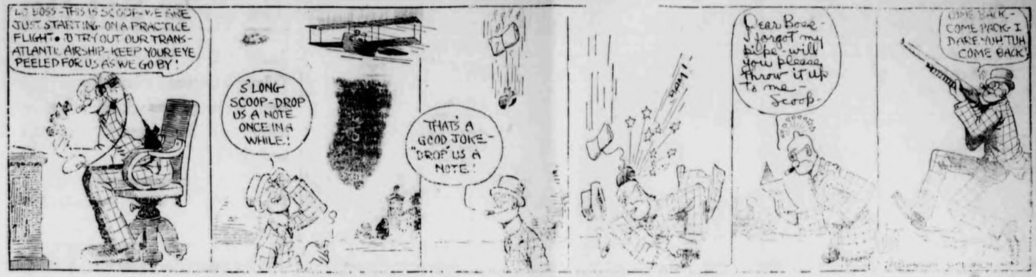 LO BOSS - THIS IS SCOOP - WE ARE
JUST STARTING ON A PRACTICE
FLIGHT, TO TRY OUT OUR TRANS-
ATLANTIC AIRSHIP - KEEP YOUR EYE
PEELED FOR US AS WE GO BY!
S'LONG
SCOOP - DROP
US A NOTE
ONCE IN A
WHILE!
THAT'S A
GOOD JOKE -
"DROP" US A
NOTE!
Dear Boss -
I forgot my
pipe - will
you please
throw it up
to me -
Scoop -
COME BACK -
COME BACK - I
DARE YUH TUH
COME BACK!